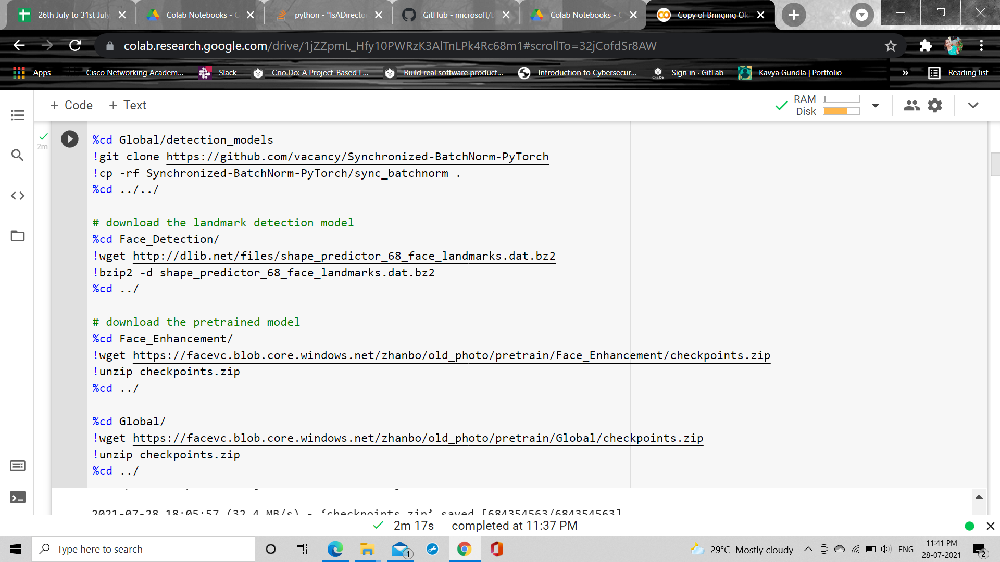 26th July to 31st July
Colab Notebooks - G
python - "IsADirecto
GitHub - microsoft/B
Colab Notebooks -
Copy of Bringing Ol
colab.research.google.com/drive/1jZZpmL_Hfy10PWRzK3AlTnLPk4Rc68m1#scrollTo=32jCofdSr8AW
Apps
Cisco Networking Academ...
Slack
Crio.Do: A Project-Based L...
Build real software product...
Introduction to Cybersecur...
Crio.Do
Sign in · GitLab
Kavya Gundla | Portfolio
»
Reading list
+ Code
+ Text
RAM
Disk
2m
%cd Global/detection_models
!git clone https://github.com/vacancy/Synchronized-BatchNorm-PyTorch
!cp -rf Synchronized-BatchNorm-PyTorch/sync_batchnorm .
%cd ../../
# download the landmark detection model
%cd Face_Detection/
!wget http://dlib.net/files/shape_predictor_68_face_landmarks.dat.bz2
!bzip2 -d shape_predictor_68_face_landmarks.dat.bz2
%cd ../
# download the pretrained model
%cd Face_Enhancement/
!wget https://facevc.blob.core.windows.net/zhanbo/old_photo/pretrain/Face_Enhancement/checkpoints.zip
!unzip checkpoints.zip
%cd ../
%cd Global/
!wget https://facevc.blob.core.windows.net/zhanbo/old_photo/pretrain/Global/checkpoints.zip
!unzip checkpoints.zip
%cd ../
2021-07-28 18:05:57 (32.4 MB/s) - ‘checkpoints.zip’ saved [684354563/684354563]
2m 17s completed at 11:37 PM
Type here to search
1
29°C Mostly cloudy
ENG
11:41 PM
28-07-2021
2